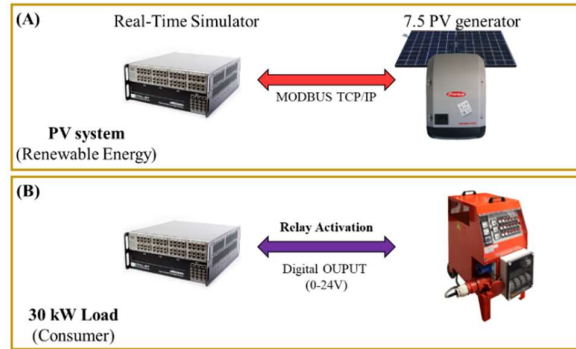 (A)
Real-Time Simulator
7.5 PV generator
MODBUS TCP/IP
PV system
(Renewable Energy)
(B)
Relay Activation
Digital OUPUT
(0-24V)
30 kW Load
(Consumer)